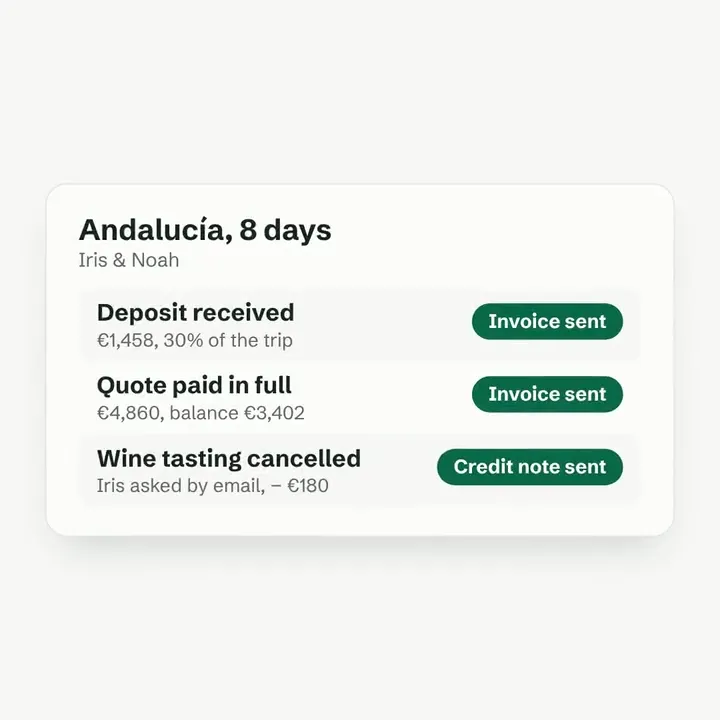 Andalucía, 8 days
Iris & Noah
Deposit received
€1,458, 30% of the trip
Invoice sent
Quote paid in full
€4,860, balance €3,402
Invoice sent
Wine tasting cancelled
Iris asked by email, − €180
Credit note sent